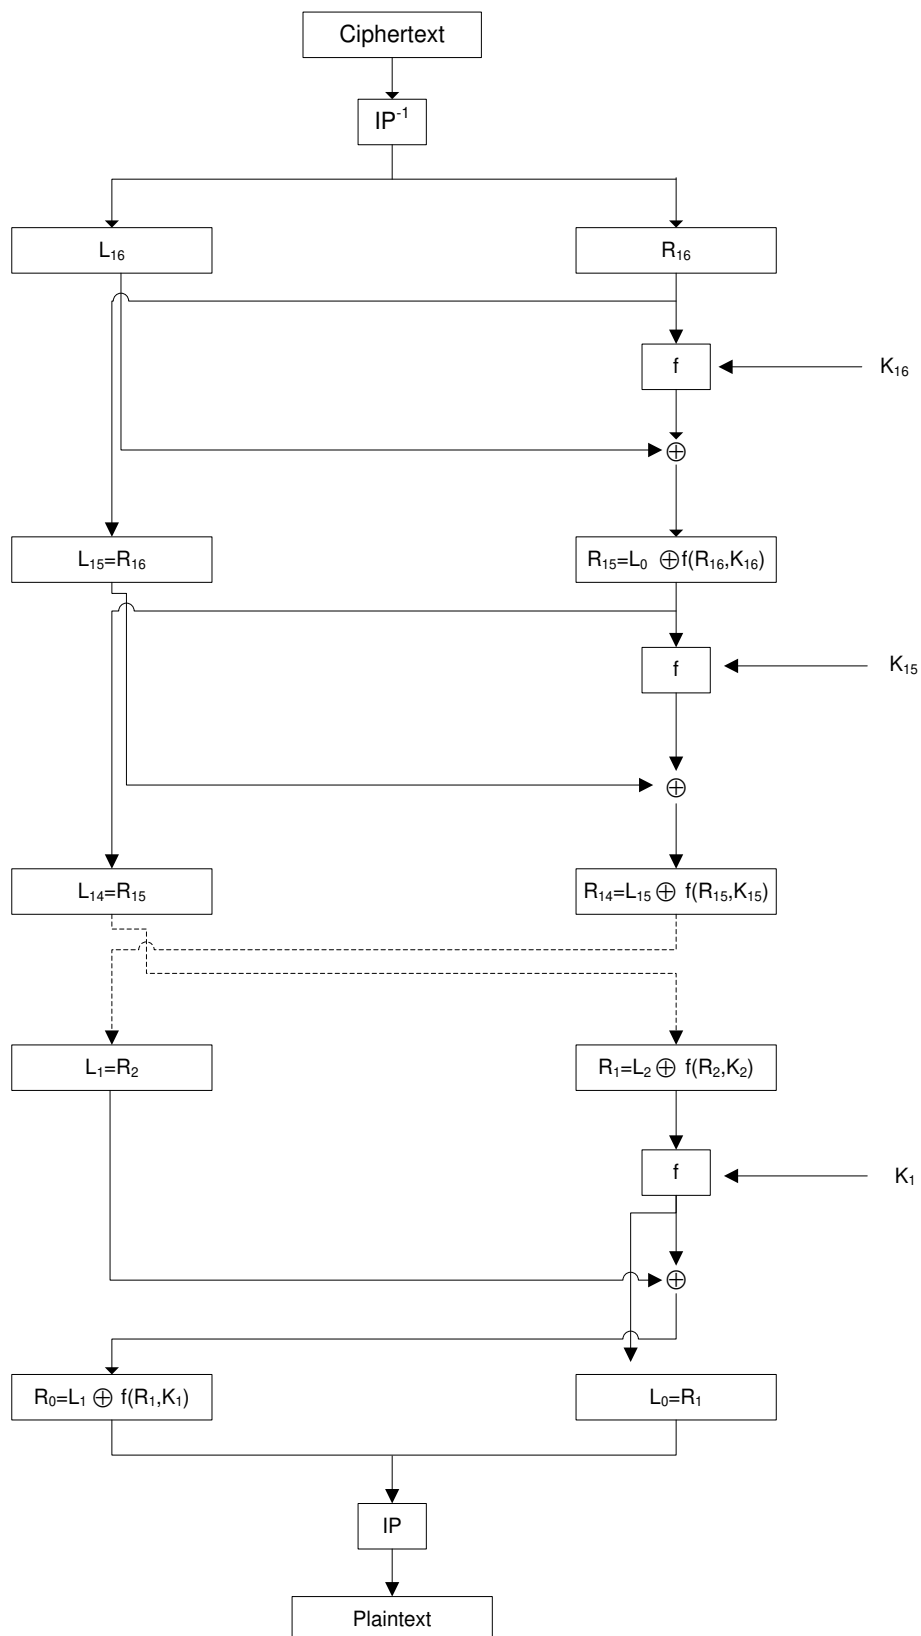 Ciphertext
IP⁻¹
L₁₆
R₁₆
f
K₁₆
⊕
L₁₅=R₁₆
R₁₅=L₀ ⊕f(R₁₆,K₁₆)
f
K₁₅
⊕
L₁₄=R₁₅
R₁₄=L₁₅ ⊕ f(R₁₅,K₁₅)
L₁=R₂
R₁=L₂ ⊕ f(R₂,K₂)
f
K₁
⊕
R₀=L₁ ⊕ f(R₁,K₁)
L₀=R₁
IP
Plaintext